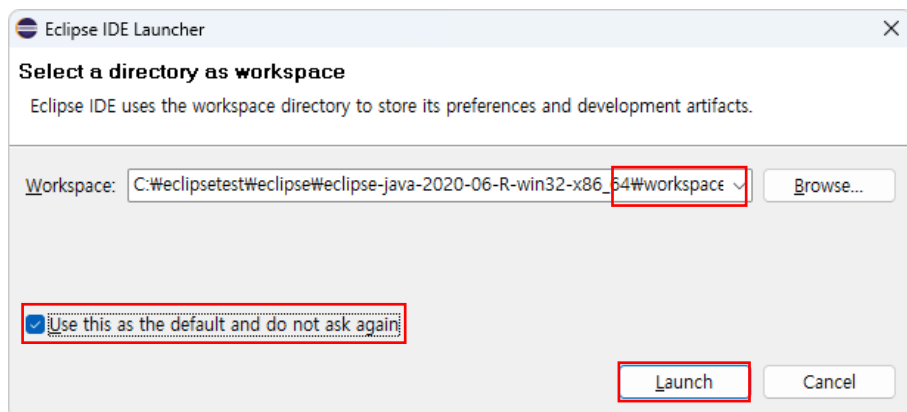 Eclipse IDE Launcher
Select a directory as workspace
Eclipse IDE uses the workspace directory to store its preferences and development artifacts.
Workspace: C:₩eclipsetest₩eclipse₩eclipse-java-2020-06-R-win32-x86_64₩workspace Browse...
Use this as the default and do not ask again
Launch Cancel